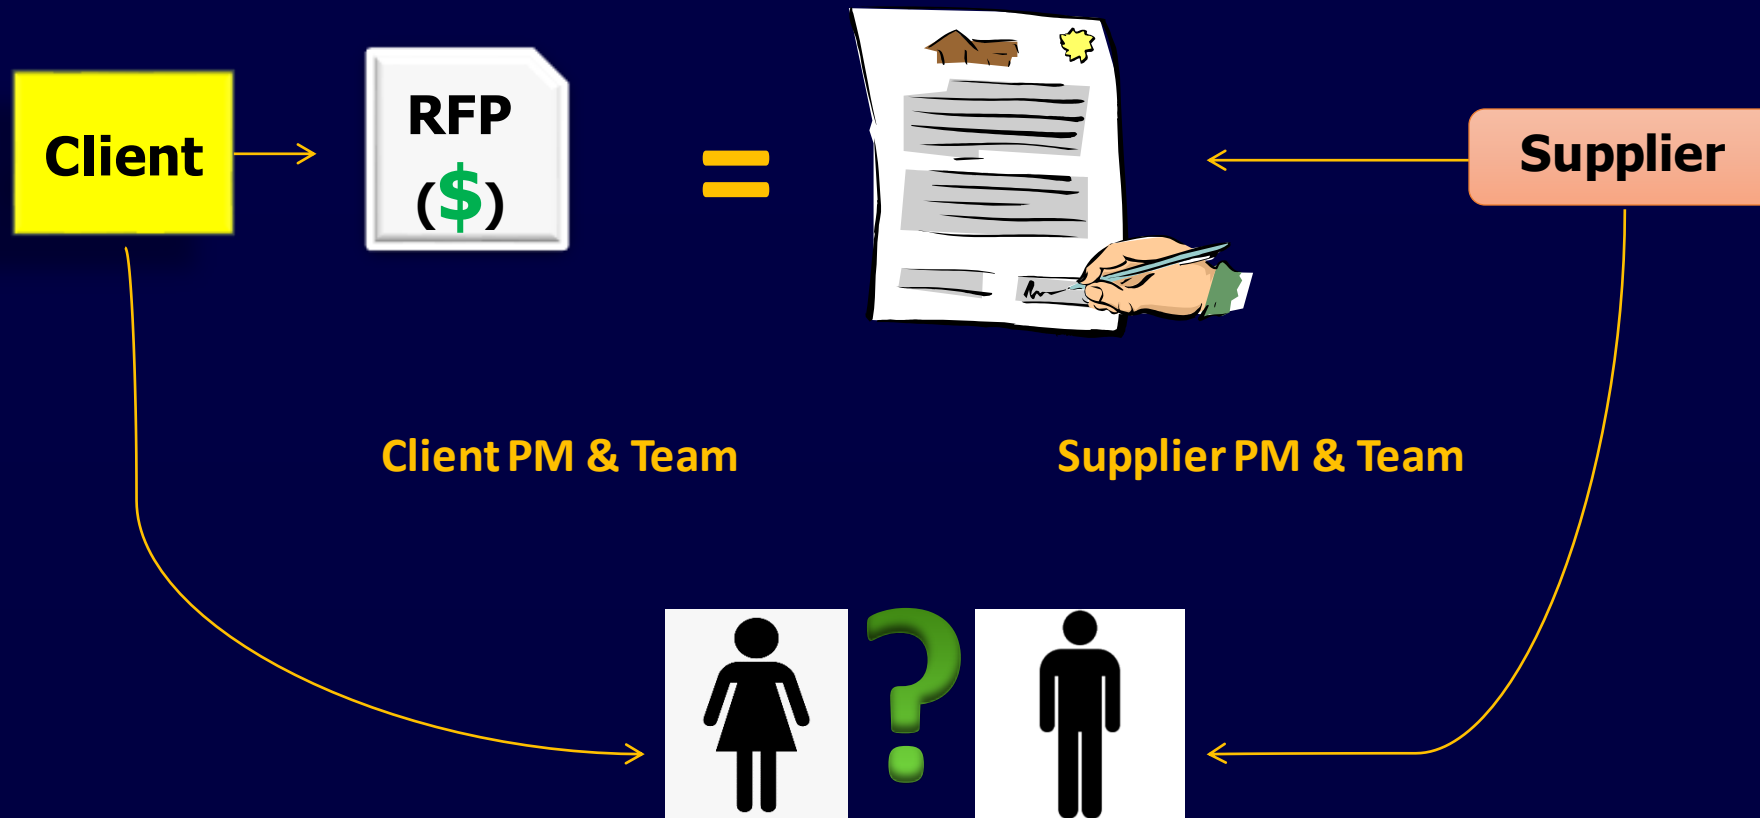 Client
RFP
($)
=
Supplier
Client PM & Team
Supplier PM & Team
?